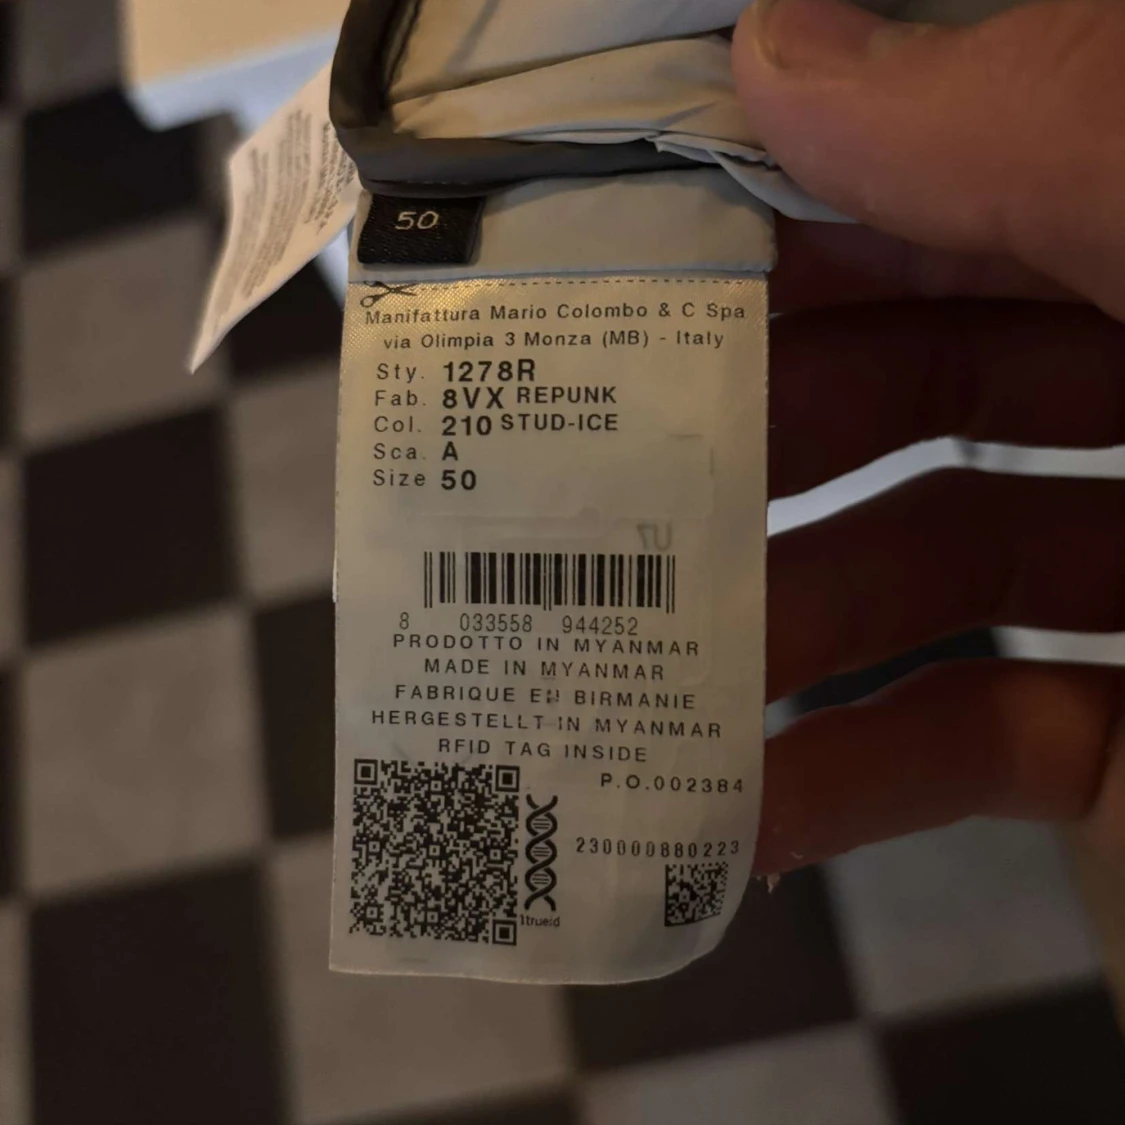 50
Manifattura Mario Colombo & C Spa
via Olimpia 3 Monza (MB) - Italy
Sty. 1278R
Fab. 8VX REPUNK
Col. 210 STUD-ICE
Sca. A
Size 50
8 033558 944252
PRODOTTO IN MYANMAR
MADE IN MYANMAR
FABRIQUE EN BIRMANIE
HERGESTELLT IN MYANMAR
RFID TAG INSIDE
P.O.002384
230000880223
1trueid